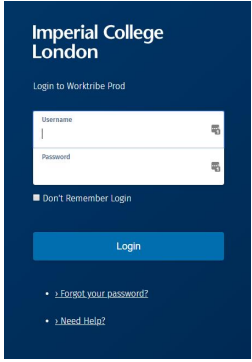 Imperial College
London
Login to Worktribe Prod
Username
Password
Don't Remember Login
Login
› Forgot your password?
› Need Help?